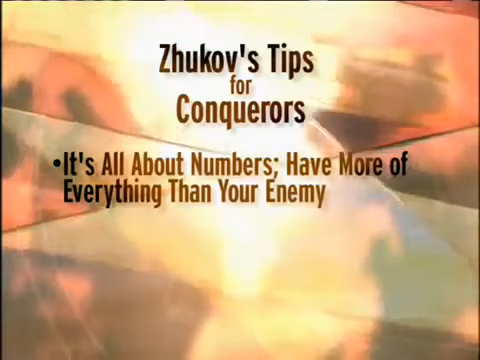 Zhukov's Tips
for
Conquerors
•It's All About Numbers; Have More of
Everything Than Your Enemy